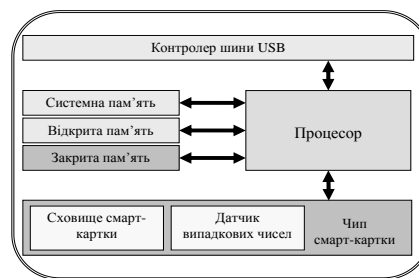 Контролер шини USB
Системна пам’ять
Відкрита пам’ять
Закрита пам’ять
Процесор
Сховище смарт-
картки
Датчик
випадкових чисел
Чип
смарт-картки